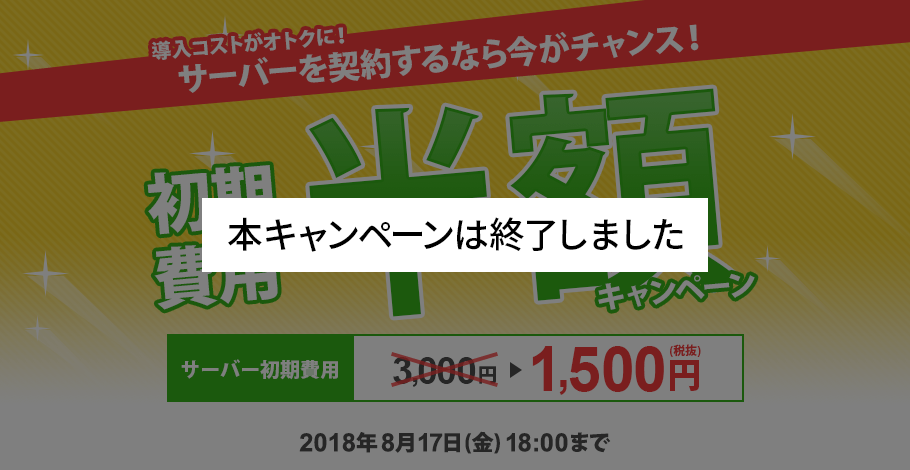 導入コストがオトクに!
サーバーを契約するなら今がチャンス!
初期
費用
半額
キャンペーン
本キャンペーンは終了しました
サーバー初期費用
3,000円
1,500円
(税抜)
2018年8月17日(金)18:00まで